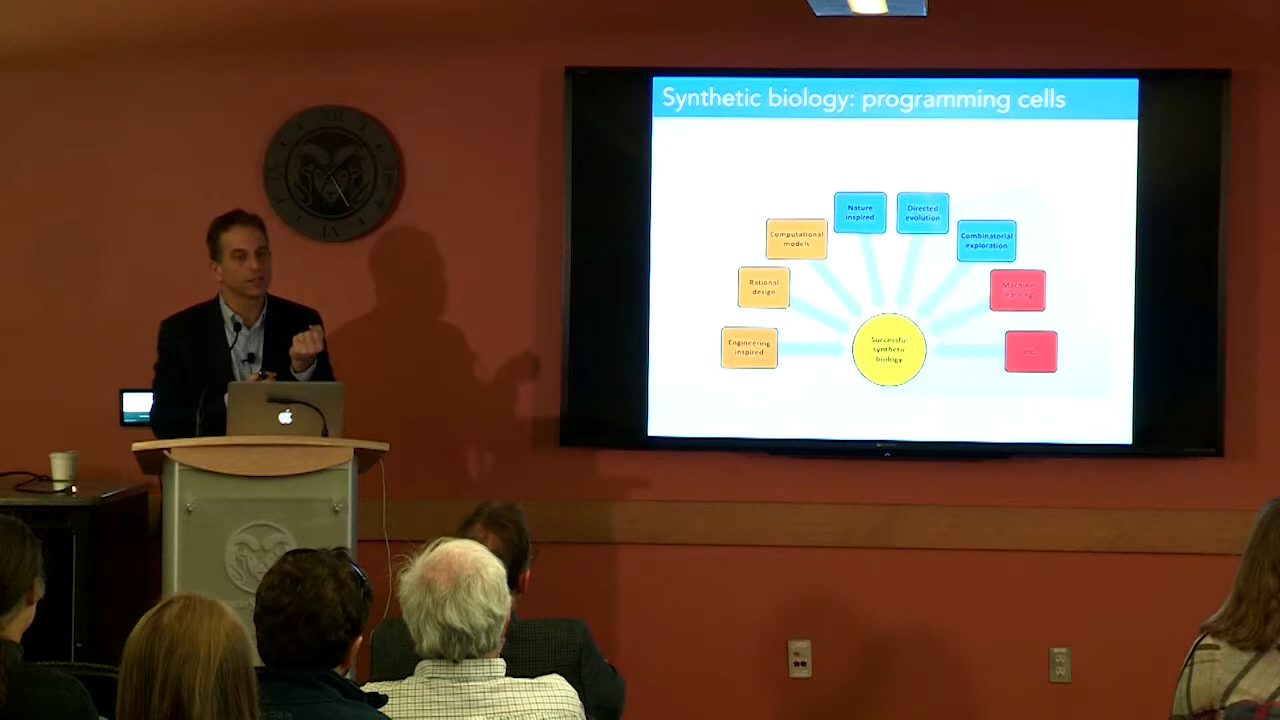 Synthetic biology: programming cells
Nature
inspired
Directed
evolution
Computational
models
Combinatorial
exploration
Rational
design
Machine
learning
Engineering
inspired
Successful
synthetic
biology
etc.